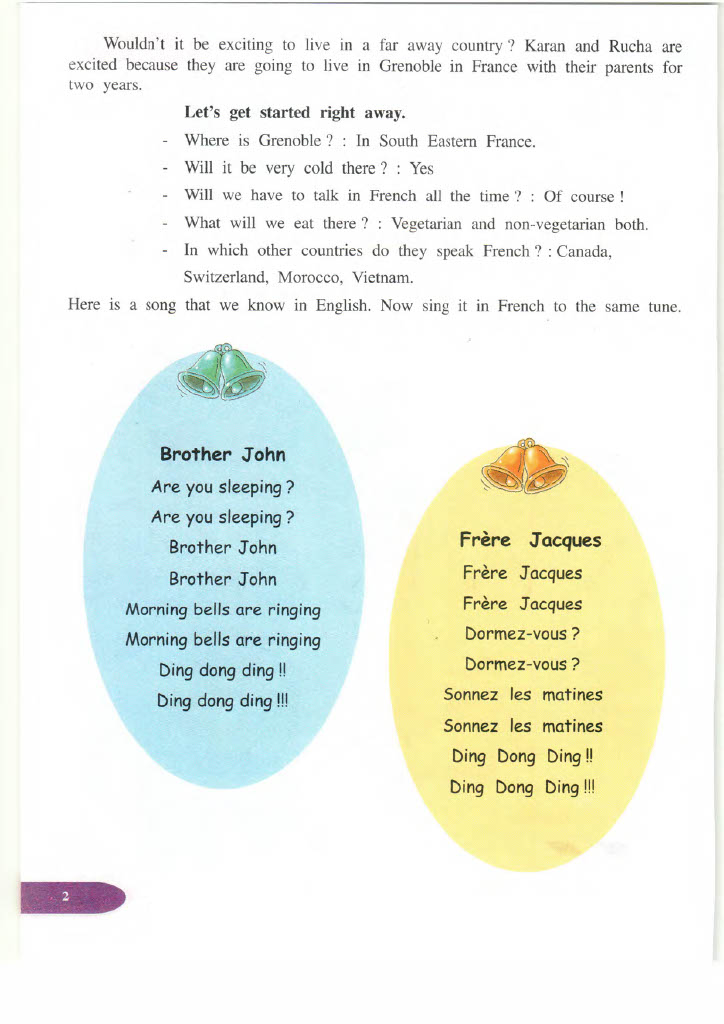 Wouldn't it be exciting to live in a far away country ? Karan and Rucha are
excited because they are going to live in Grenoble in France with their parents for
two years.
Let's get started right away.
- Where is Grenoble ? : In South Eastern France.
- Will it be very cold there ? : Yes
- Will we have to talk in French all the time ? : Of course !
- What will we eat there ? : Vegetarian and non-vegetarian both.
- In which other countries do they speak French ? : Canada,
Switzerland, Morocco, Vietnam.
Here is a song that we know in English. Now sing it in French to the same tune.
Brother John
Are you sleeping ?
Are you sleeping ?
Brother John
Brother John
Morning bells are ringing
Morning bells are ringing
Ding dong ding !!
Ding dong ding !!!
Frère Jacques
Frère Jacques
Frère Jacques
Dormez-vous ?
Dormez-vous ?
Sonnez les matines
Sonnez les matines
Ding Dong Ding !!
Ding Dong Ding !!!
2